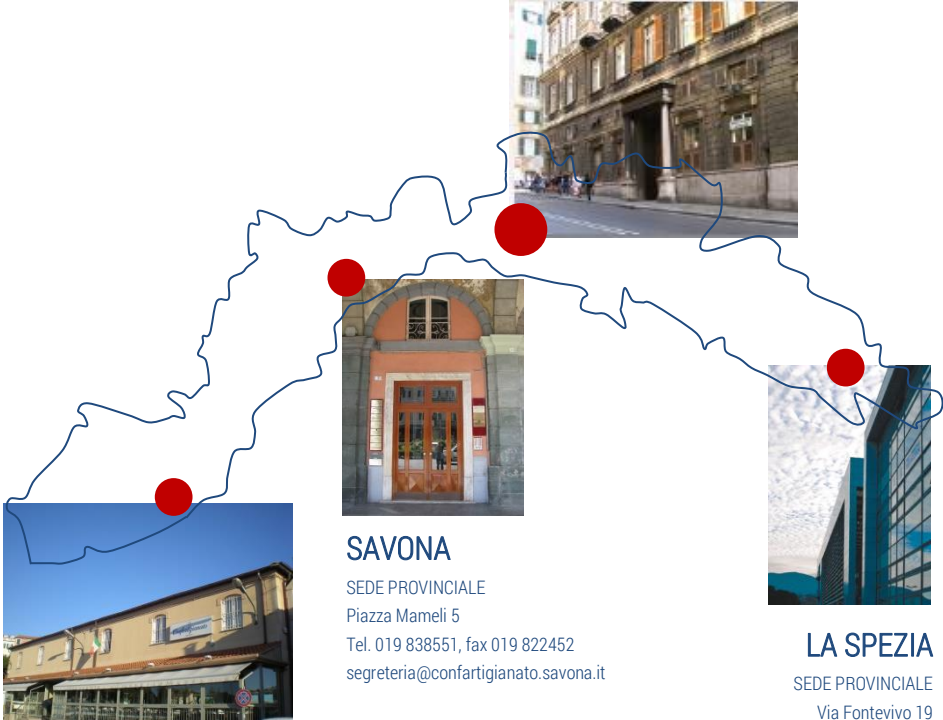 SAVONA
SEDE PROVINCIALE
Piazza Mameli 5
Tel. 019 838551, fax 019 822452
segreteria@confartigianato.savona.it
LA SPEZIA
SEDE PROVINCIALE
Via Fontevivo 19